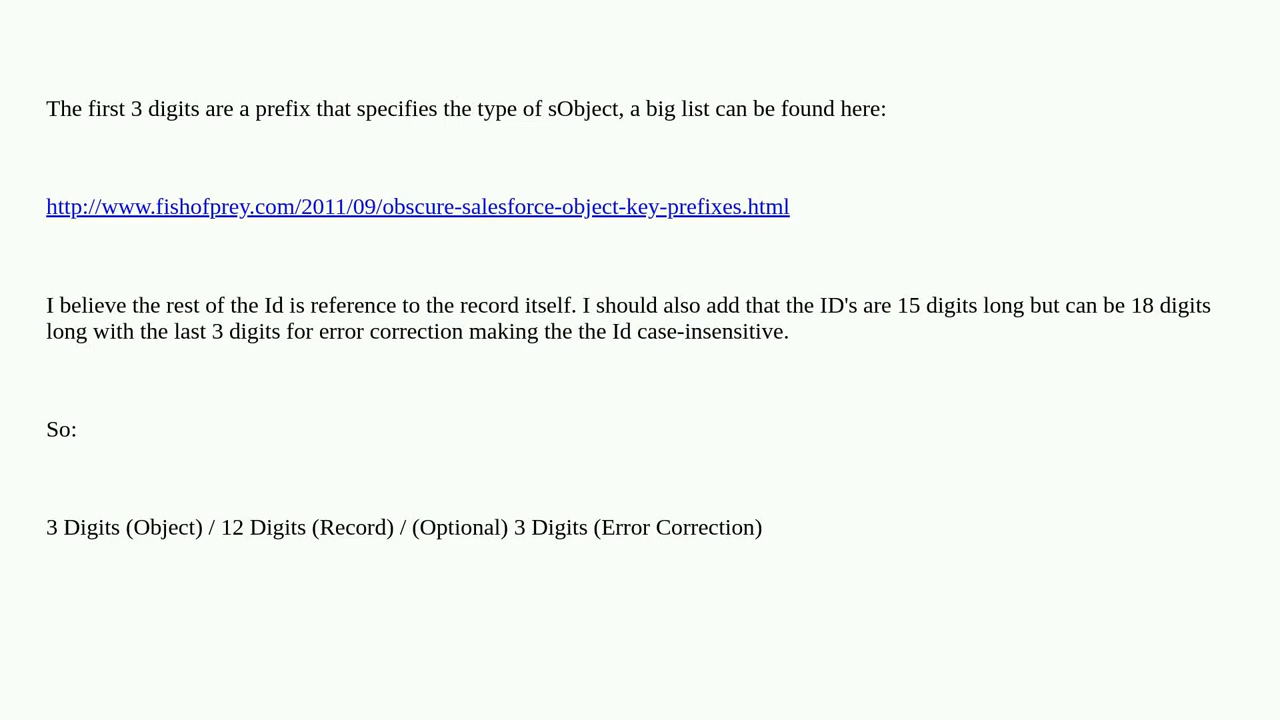 The first 3 digits are a prefix that specifies the type of sObject, a big list can be found here:
http://www.fishofprey.com/2011/09/obscure-salesforce-object-key-prefixes.html
I believe the rest of the Id is reference to the record itself. I should also add that the ID's are 15 digits long but can be 18 digits
long with the last 3 digits for error correction making the the Id case-insensitive.
So:
3 Digits (Object) / 12 Digits (Record) / (Optional) 3 Digits (Error Correction)